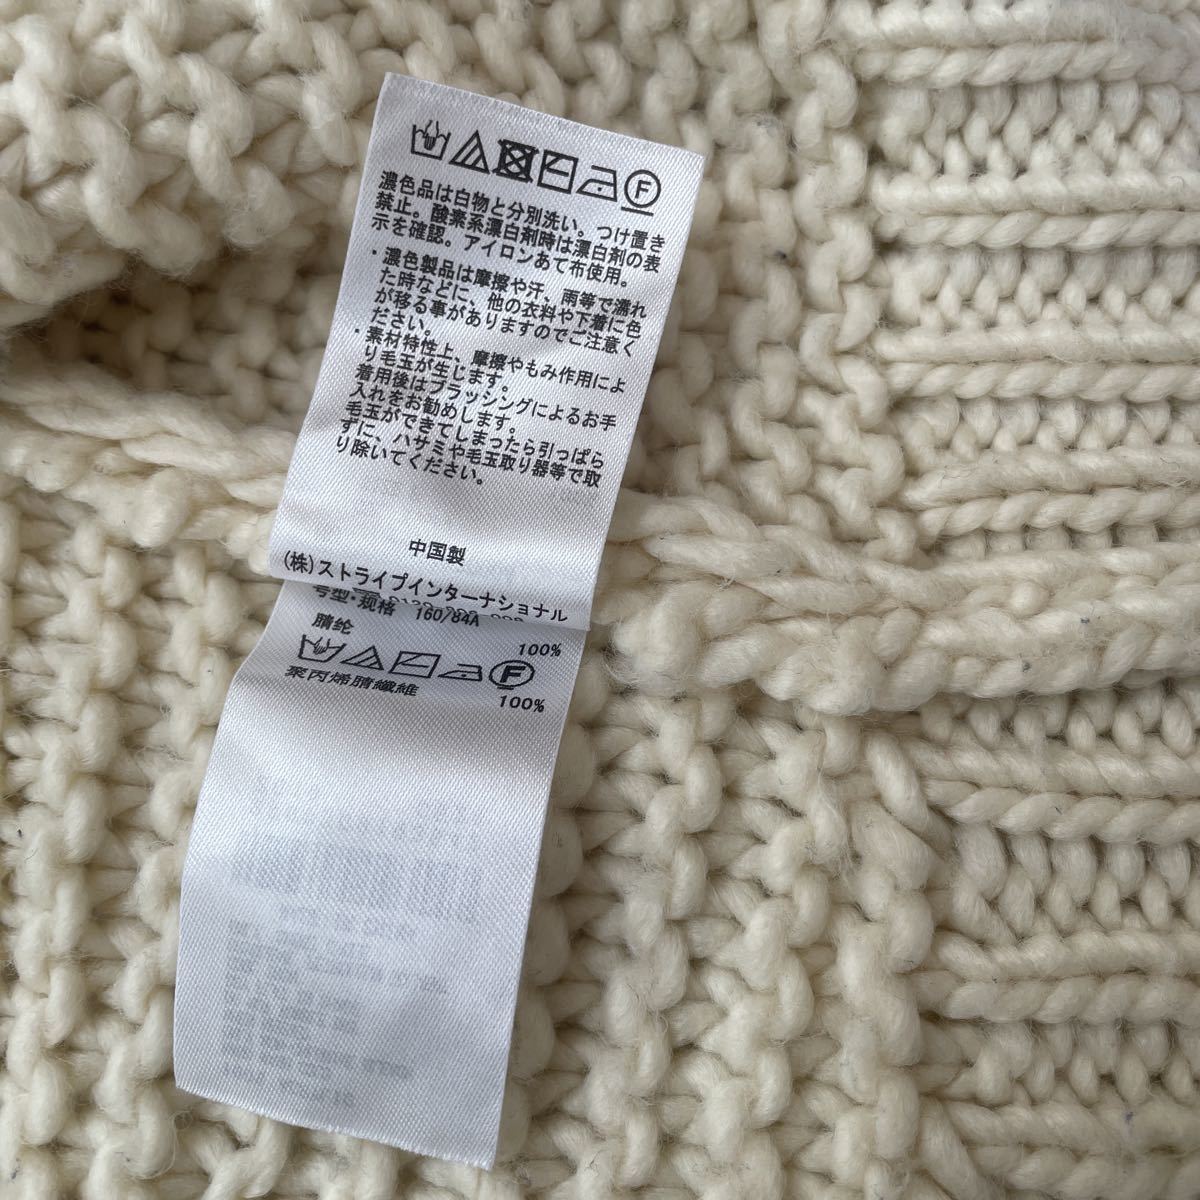 F
濃色品は白物と分別洗い。つけ置き
禁止。酸素系漂白剤時は漂白剤の表
示を確認。アイロンあて布使用。
・濃色製品は摩擦や汗、雨等で濡れ
た時などに、他の衣料や下着に色
が移る事がありますのでご注意く
ださい。
・素材特性上、摩擦やもみ作用によ
り毛玉が生じます。
着用後はブラッシングによるお手
入れをお勧めします。
毛玉ができてしまったら引っぱら
ずに、ハサミや毛玉取り器等で取
り除いてください。
中国製
(株)ストライプインターナショナル
号型・规格 160/84A
腈纶 100%
F
聚丙烯腈纖維 100%